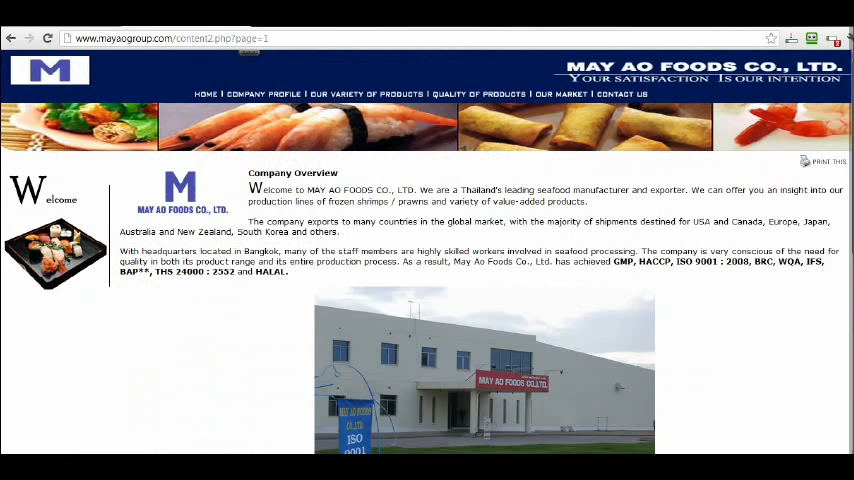 www.mayaogroup.com/content2.php?page=1
M
MAY AO FOODS CO., LTD.
YOUR SATISFACTION IS OUR INTENTION
HOME | COMPANY PROFILE | OUR VARIETY OF PRODUCTS | QUALITY OF PRODUCTS | OUR MARKET | CONTACT US
PRINT THIS
Welcome
M
MAY AO FOODS CO., LTD.
Company Overview
Welcome to MAY AO FOODS CO., LTD. We are a Thailand's leading seafood manufacturer and exporter. We can offer you an insight into our
production lines of frozen shrimps / prawns and variety of value-added products.
The company exports to many countries in the global market, with the majority of shipments destined for USA and Canada, Europe, Japan,
Australia and New Zealand, South Korea and others.
With headquarters located in Bangkok, many of the staff members are highly skilled workers involved in seafood processing. The company is very conscious of the need for
quality in both its product range and its entire production process. As a result, May Ao Foods Co., Ltd. has achieved GMP, HACCP, ISO 9001 : 2008, BRC, WQA, IFS,
BAP**, THS 24000 : 2552 and HALAL.
MAY AO FOODS CO.,LTD.
MAY AO FOODS
CO.,LTD
ISO
9001